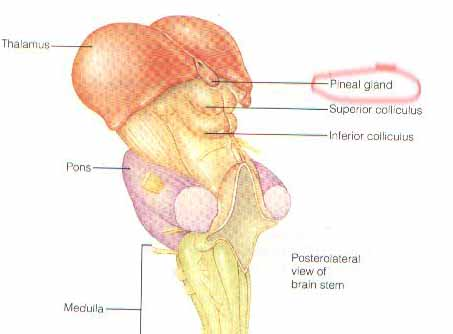 Thalamus
Pineal gland
Superior colliculus
Inferior colliculus
Pons
Posterolateral
view of
brain stem
Medulla